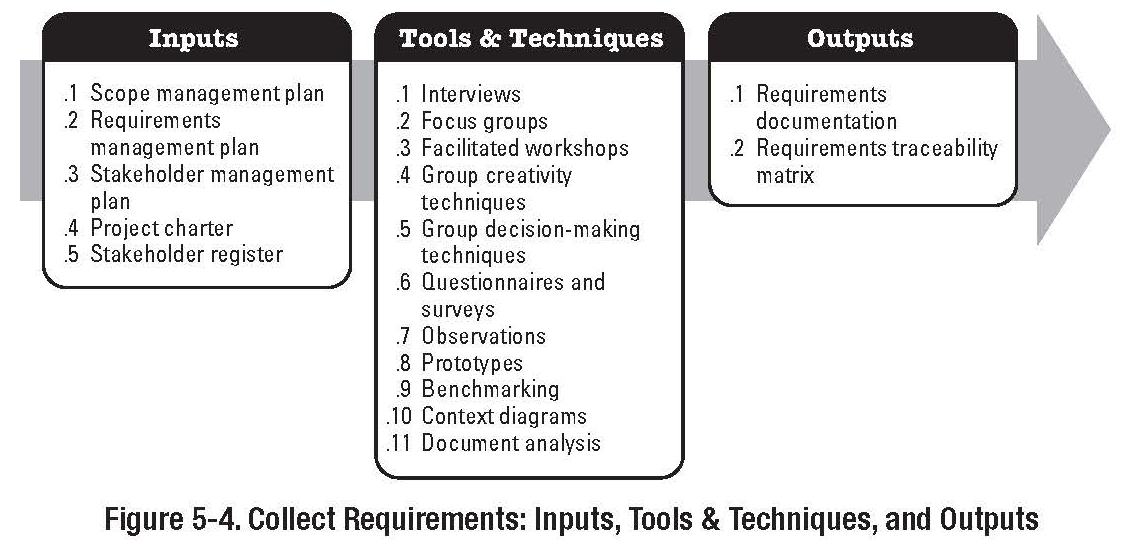 Inputs
.1 Scope management plan
.2 Requirements
management plan
.3 Stakeholder management
plan
.4 Project charter
.5 Stakeholder register
Tools & Techniques
.1 Interviews
.2 Focus groups
.3 Facilitated workshops
.4 Group creativity
techniques
.5 Group decision-making
techniques
.6 Questionnaires and
surveys
.7 Observations
.8 Prototypes
.9 Benchmarking
.10 Context diagrams
.11 Document analysis
Outputs
.1 Requirements
documentation
.2 Requirements traceability
matrix
Figure 5-4. Collect Requirements: Inputs, Tools & Techniques, and Outputs